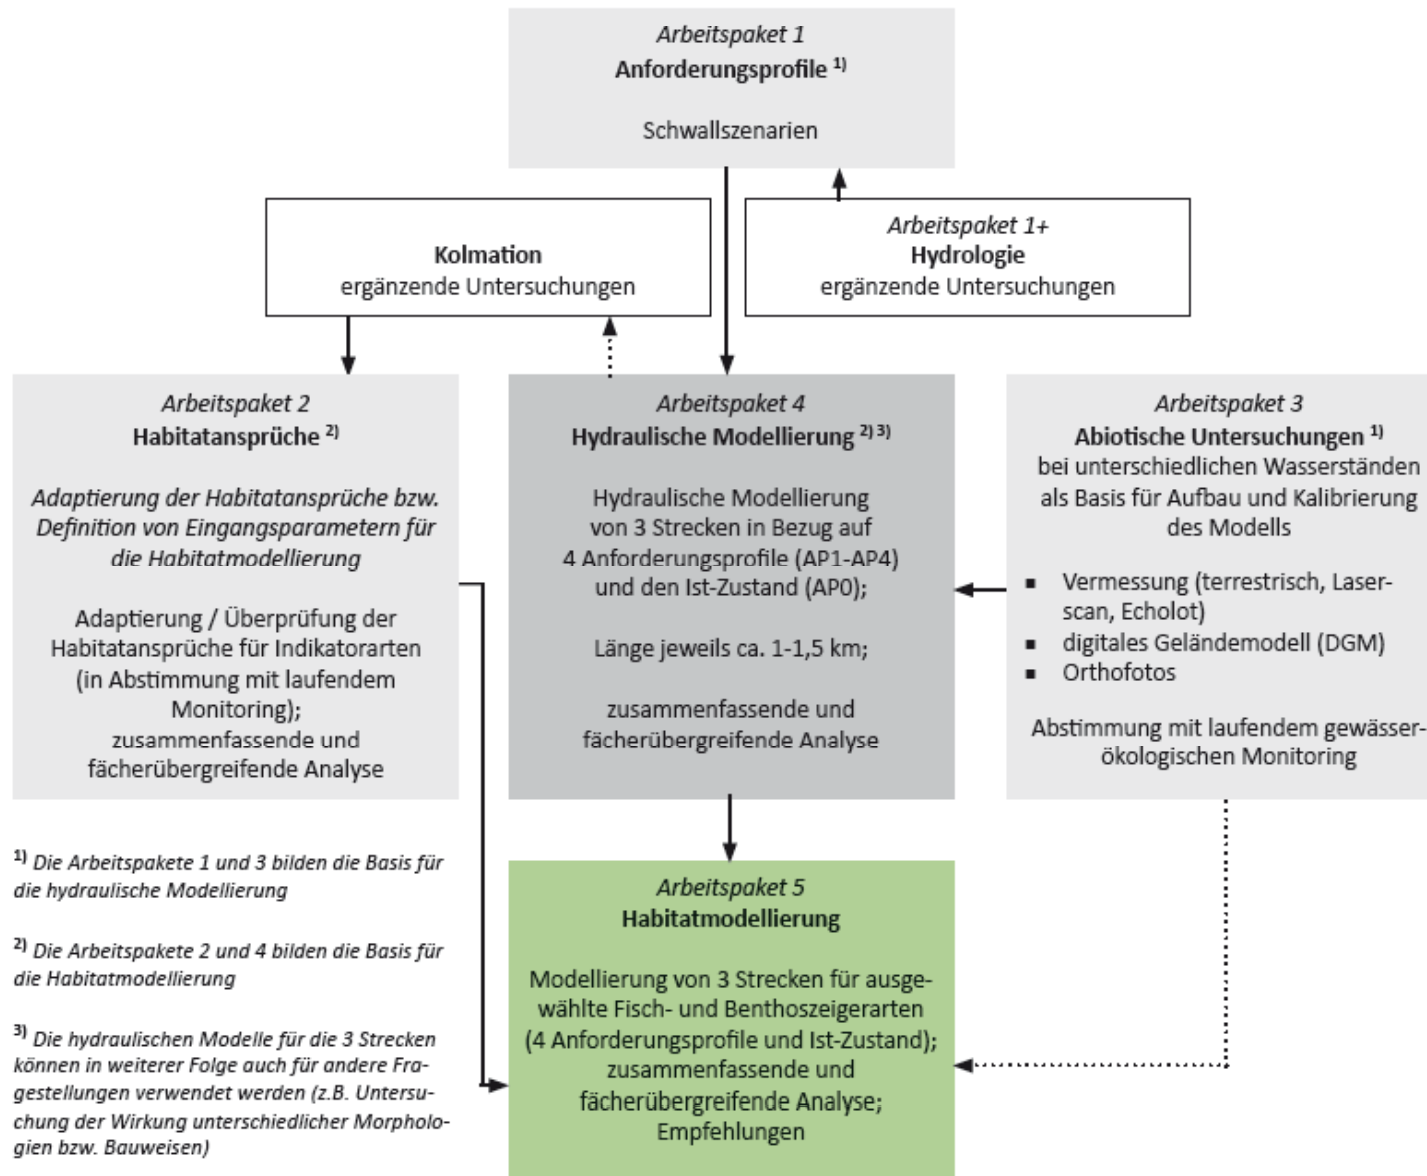 Arbeitspaket 1
Anforderungsprofile 1)
Schwallszenarien
Kolmation
ergänzende Untersuchungen
Arbeitspaket 1+
Hydrologie
ergänzende Untersuchungen
Arbeitspaket 2
Habitatansprüche 2)
Adaptierung der Habitatansprüche bzw.
Definition von Eingangsparametern für
die Habitatmodellierung
Adaptierung / Überprüfung der
Habitatansprüche für Indikatorarten
(in Abstimmung mit laufendem
Monitoring);
zusammenfassende und
fächerübergreifende Analyse
Arbeitspaket 4
Hydraulische Modellierung 2) 3)
Hydraulische Modellierung
von 3 Strecken in Bezug auf
4 Anforderungsprofile (AP1-AP4)
und den Ist-Zustand (AP0);
Länge jeweils ca. 1-1,5 km;
zusammenfassende und
fächerübergreifende Analyse
Arbeitspaket 3
Abiotische Untersuchungen 1)
bei unterschiedlichen Wasserständen
als Basis für Aufbau und Kalibrierung
des Modells
▪ Vermessung (terrestrisch, Laser-
scan, Echolot)
▪ digitales Geländemodell (DGM)
▪ Orthofotos
Abstimmung mit laufendem gewässer-
ökologischen Monitoring
1) Die Arbeitspakete 1 und 3 bilden die Basis für
die hydraulische Modellierung
2) Die Arbeitspakete 2 und 4 bilden die Basis für
die Habitatmodellierung
3) Die hydraulischen Modelle für die 3 Strecken
können in weiterer Folge auch für andere Fra-
gestellungen verwendet werden (z.B. Untersu-
chung der Wirkung unterschiedlicher Morpholo-
gien bzw. Bauweisen)
Arbeitspaket 5
Habitatmodellierung
Modellierung von 3 Strecken für ausge-
wählte Fisch- und Benthoszeigerarten
(4 Anforderungsprofile und Ist-Zustand);
zusammenfassende und
fächerübergreifende Analyse;
Empfehlungen